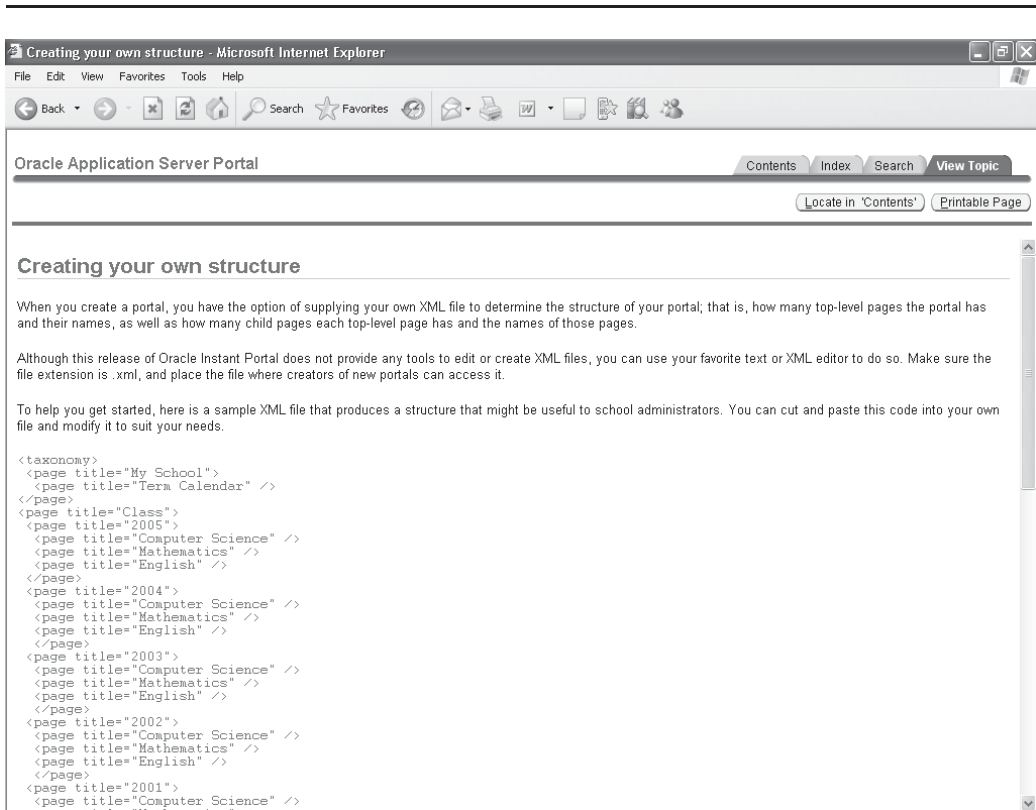 Creating your own structure - Microsoft Internet Explorer
File Edit View Favorites Tools Help
Back Search Favorites
Oracle Application Server Portal
Contents Index Search View Topic
Locate in 'Contents' Printable Page
Creating your own structure
When you create a portal, you have the option of supplying your own XML file to determine the structure of your portal; that is, how many top-level pages the portal has
and their names, as well as how many child pages each top-level page has and the names of those pages.
Although this release of Oracle Instant Portal does not provide any tools to edit or create XML files, you can use your favorite text or XML editor to do so. Make sure the
file extension is .xml, and place the file where creators of new portals can access it.
To help you get started, here is a sample XML file that produces a structure that might be useful to school administrators. You can cut and paste this code into your own
file and modify it to suit your needs.
<taxonomy>
<page title="My School">
<page title="Term Calendar" />
</page>
<page title="Class">
<page title="2005">
<page title="Computer Science" />
<page title="Mathematics" />
<page title="English" />
</page>
<page title="2004">
<page title="Computer Science" />
<page title="Mathematics" />
<page title="English" />
</page>
<page title="2003">
<page title="Computer Science" />
<page title="Mathematics" />
<page title="English" />
</page>
<page title="2002">
<page title="Computer Science" />
<page title="Mathematics" />
<page title="English" />
</page>
<page title="2001">
<page title="Computer Science" />